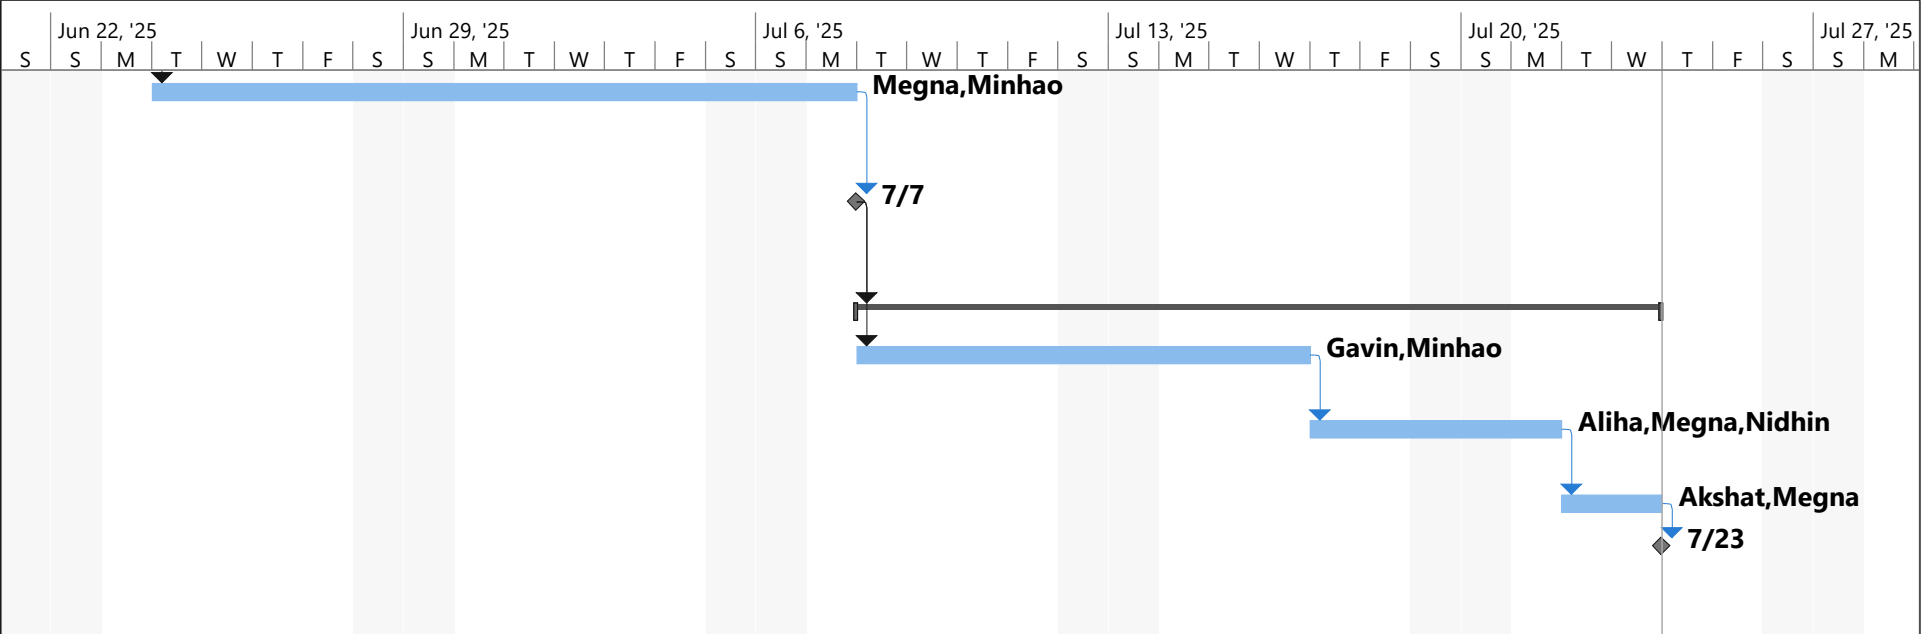 Jun 22, '25 Jun 29, '25 Jul 6, '25 Jul 13, '25 Jul 20, '25 Jul 27, '25
S S M T W T F S S M T W T F S S M T W T F S S M T W T F S S M T W T F S S M
Megna,Minhao
7/7
Gavin,Minhao
Aliha,Megna,Nidhin
Akshat,Megna
7/23